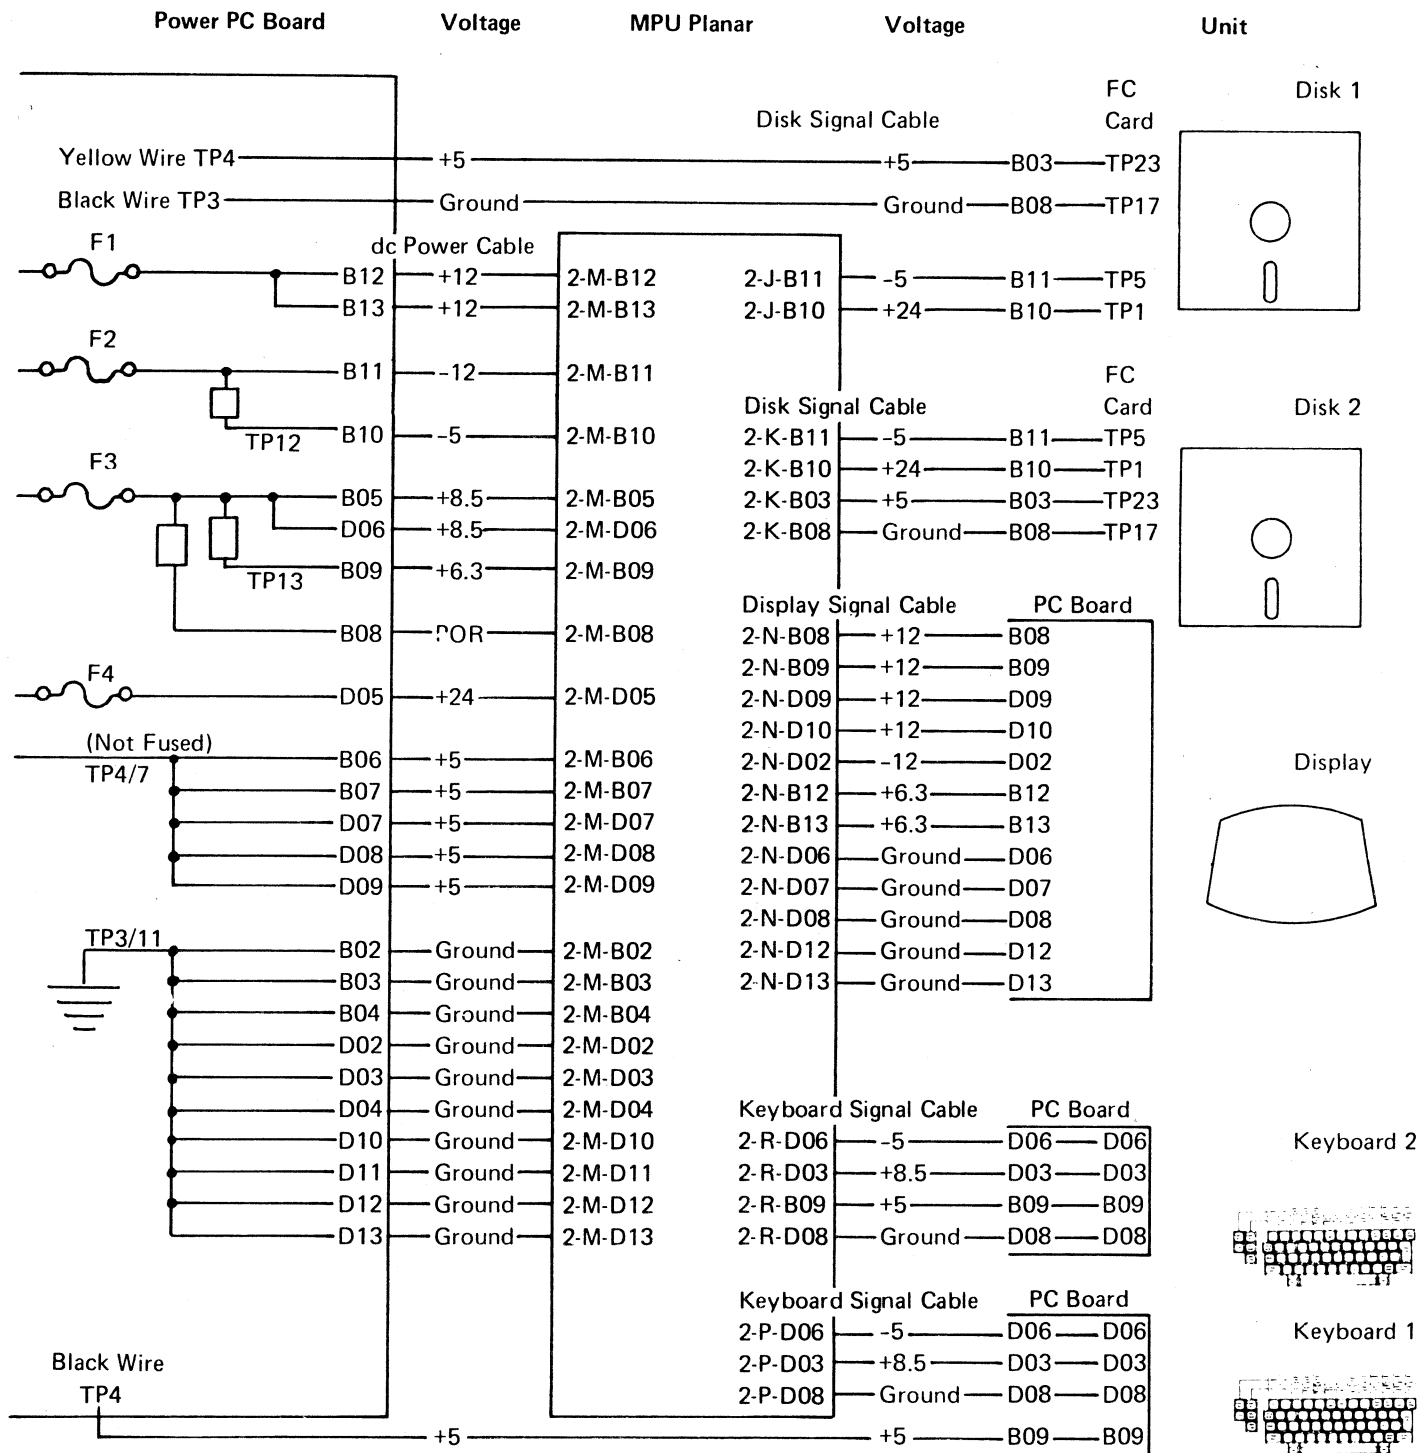 Power PC Board Voltage MPU Planar Voltage Unit
FC Disk 1
Disk Signal Cable Card
Yellow Wire TP4 +5 +5 B03 TP23
Black Wire TP3 Ground Ground B08 TP17
F1 dc Power Cable
B12 +12 2-M-B12 2-J-B11 -5 B11 TP5
B13 +12 2-M-B13 2-J-B10 +24 B10 TP1
F2
B11 -12 2-M-B11 FC
Disk Signal Cable Card Disk 2
TP12 B10 -5 2-M-B10 2-K-B11 -5 B11 TP5
F3 2-K-B10 +24 B10 TP1
B05 +8.5 2-M-B05 2-K-B03 +5 B03 TP23
D06 +8.5 2-M-D06 2-K-B08 Ground B08 TP17
TP13 B09 +6.3 2-M-B09
Display Signal Cable PC Board
B08 POR 2-M-B08 2-N-B08 +12 B08
2-N-B09 +12 B09
F4 D05 +24 2-M-D05 2-N-D09 +12 D09
(Not Fused) 2-N-D10 +12 D10
TP4/7 B06 +5 2-M-B06 2-N-D02 -12 D02 Display
B07 +5 2-M-B07 2-N-B12 +6.3 B12
D07 +5 2-M-D07 2-N-B13 +6.3 B13
D08 +5 2-M-D08 2-N-D06 Ground D06
D09 +5 2-M-D09 2-N-D07 Ground D07
2-N-D08 Ground D08
TP3/11 B02 Ground 2-M-B02 2-N-D12 Ground D12
B03 Ground 2-M-B03 2-N-D13 Ground D13
B04 Ground 2-M-B04
D02 Ground 2-M-D02
D03 Ground 2-M-D03
D04 Ground 2-M-D04 Keyboard Signal Cable PC Board
D10 Ground 2-M-D10 2-R-D06 -5 D06 D06 Keyboard 2
D11 Ground 2-M-D11 2-R-D03 +8.5 D03 D03
D12 Ground 2-M-D12 2-R-B09 +5 B09 B09
D13 Ground 2-M-D13 2-R-D08 Ground D08 D08
Keyboard Signal Cable PC Board
2-P-D06 -5 D06 D06 Keyboard 1
Black Wire 2-P-D03 +8.5 D03 D03
TP4 2-P-D08 Ground D08 D08
+5 +5 B09 B09